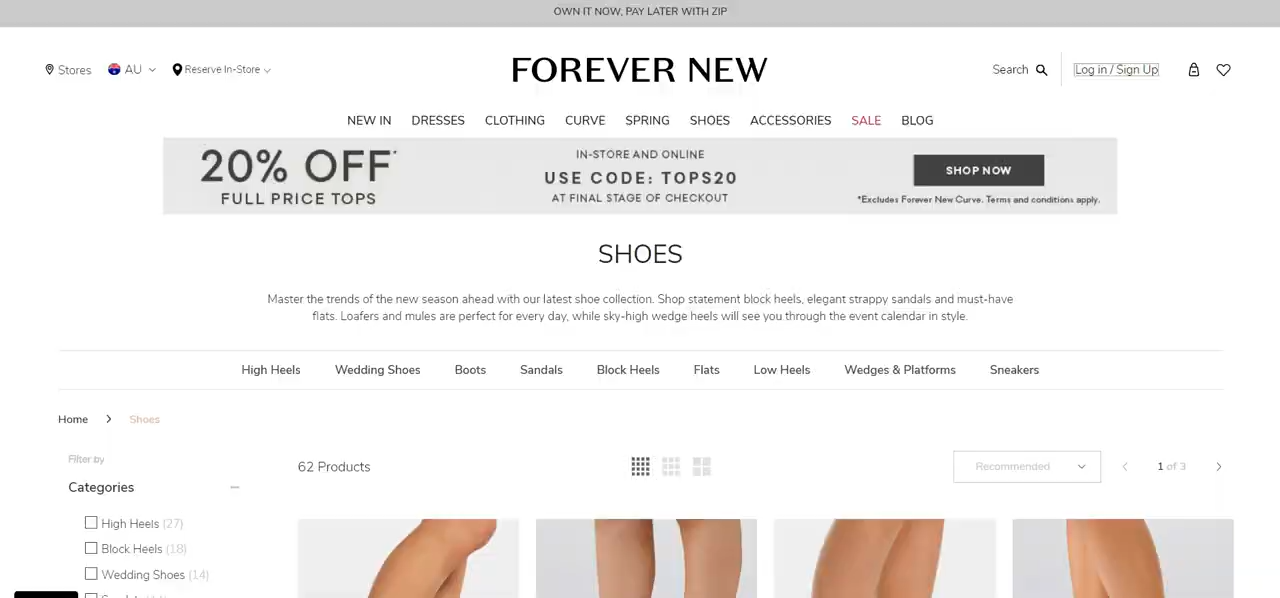 OWN IT NOW, PAY LATER WITH ZIP
Stores AU Reserve In-Store FOREVER NEW Search Log in / Sign Up
NEW IN DRESSES CLOTHING CURVE SPRING SHOES ACCESSORIES SALE BLOG
20% OFF*
FULL PRICE TOPS
IN-STORE AND ONLINE
USE CODE: TOPS20
AT FINAL STAGE OF CHECKOUT
SHOP NOW
*Excludes Forever New Curve. Terms and conditions apply.
SHOES
Master the trends of the new season ahead with our latest shoe collection. Shop statement block heels, elegant strappy sandals and must-have
flats. Loafers and mules are perfect for every day, while sky-high wedge heels will see you through the event calendar in style.
High Heels Wedding Shoes Boots Sandals Block Heels Flats Low Heels Wedges & Platforms Sneakers
Home > Shoes
Filter by
62 Products Recommended 1 of 3
Categories
High Heels (27)
Block Heels (18)
Wedding Shoes (14)